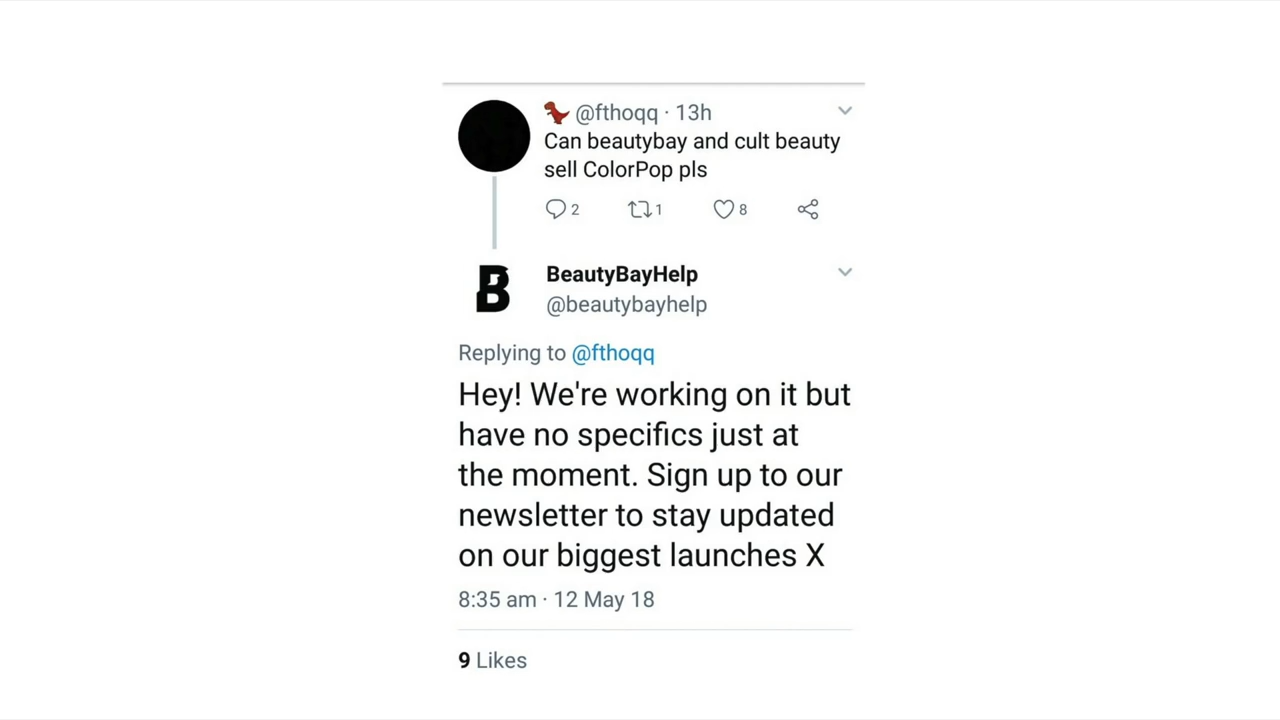 🦖 @fthoqq · 13h
Can beautybay and cult beauty
sell ColorPop pls
2 1 8
B
BeautyBayHelp
@beautybayhelp
Replying to @fthoqq
Hey! We're working on it but
have no specifics just at
the moment. Sign up to our
newsletter to stay updated
on our biggest launches X
8:35 am · 12 May 18
9 Likes